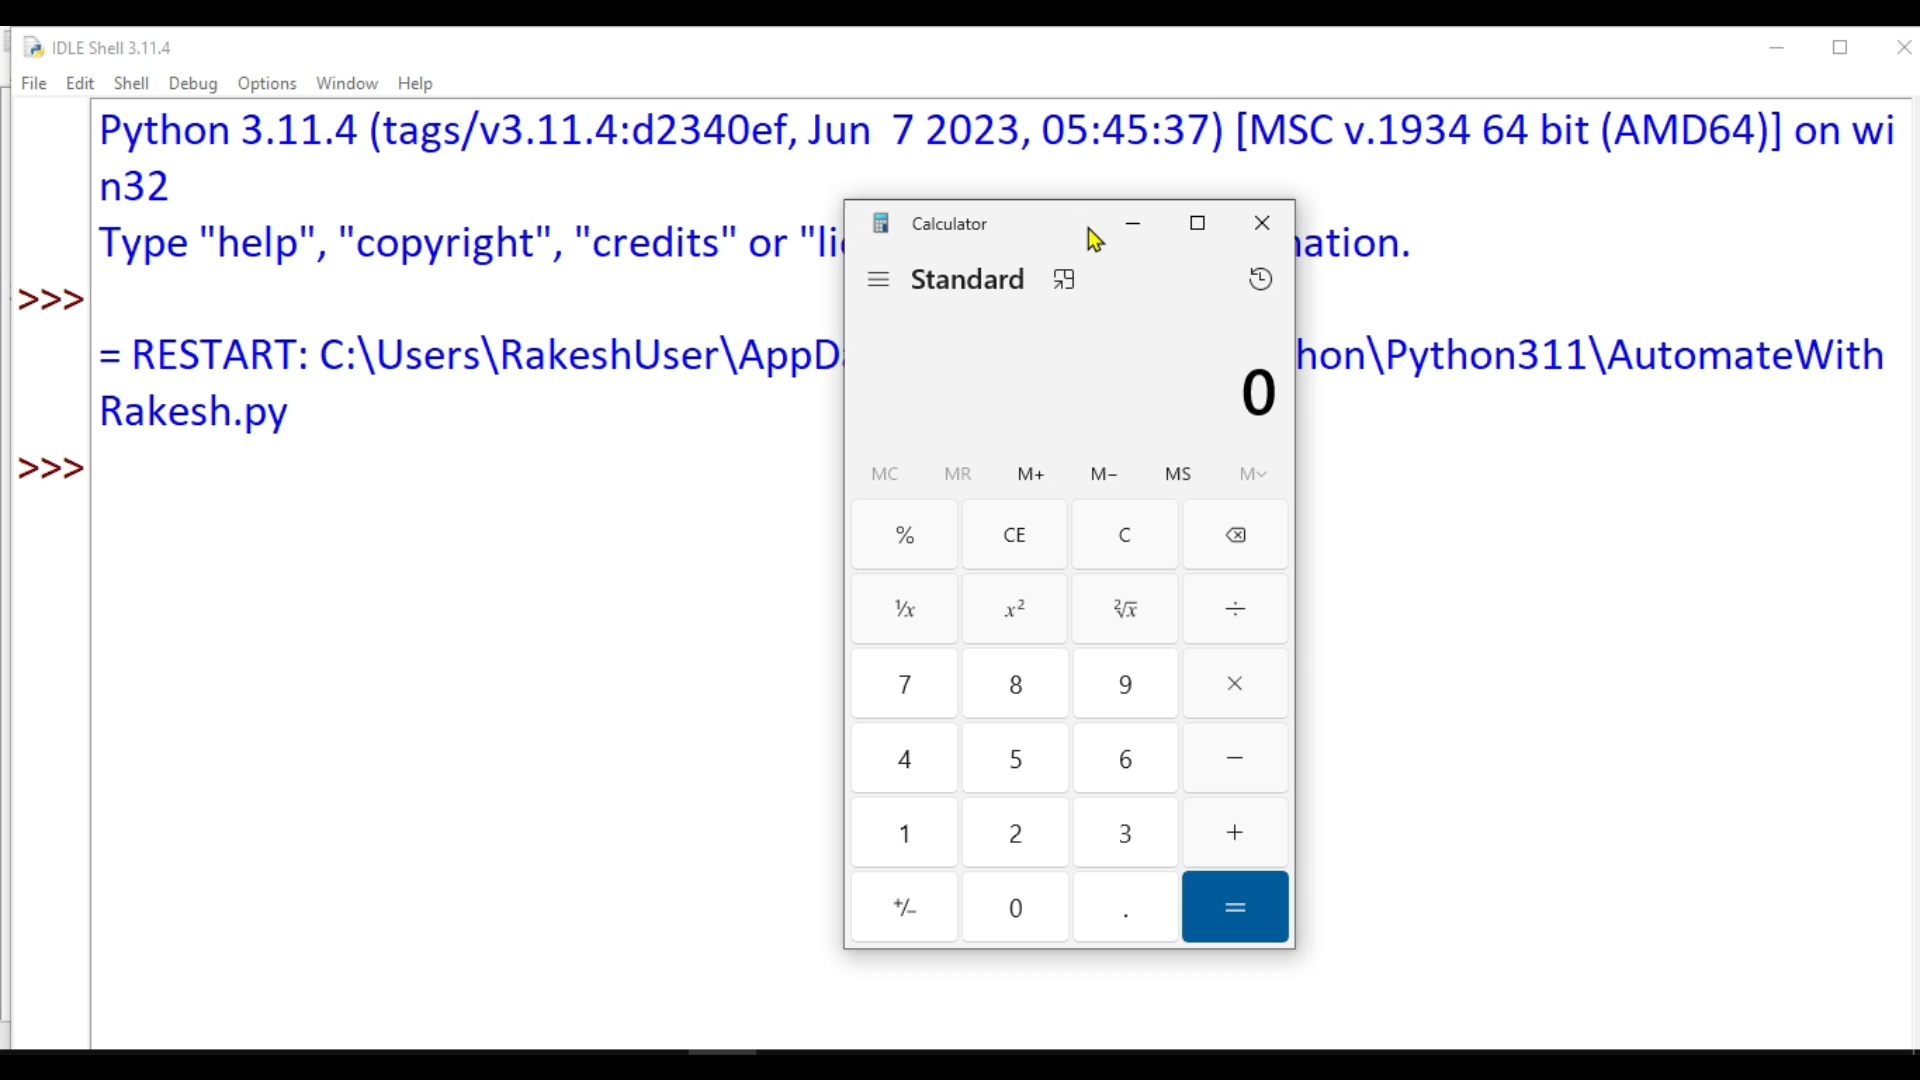 IDLE Shell 3.11.4
File Edit Shell Debug Options Window Help
Python 3.11.4 (tags/v3.11.4:d2340ef, Jun  7 2023, 05:45:37) [MSC v.1934 64 bit (AMD64)] on wi
n32
Type "help", "copyright", "credits" or
>>>
= RESTART: C:\Users\RakeshUser\AppD
\Python311\AutomateWith
Rakesh.py
>>>
Calculator
Standard
0
MC MR M+ M− MS M
% CE C
⅟x x² ²√x ÷
7 8 9 ×
4 5 6 −
1 2 3 +
+/− 0 . =